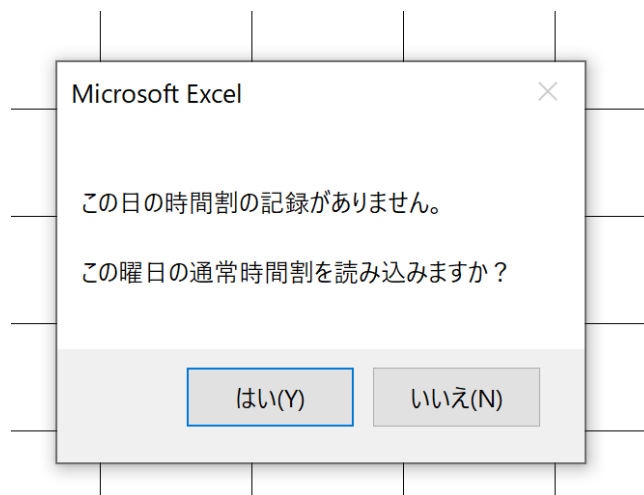 Microsoft Excel
この日の時間割の記録がありません。
この曜日の通常時間割を読み込みますか？
はい(Y)
いいえ(N)